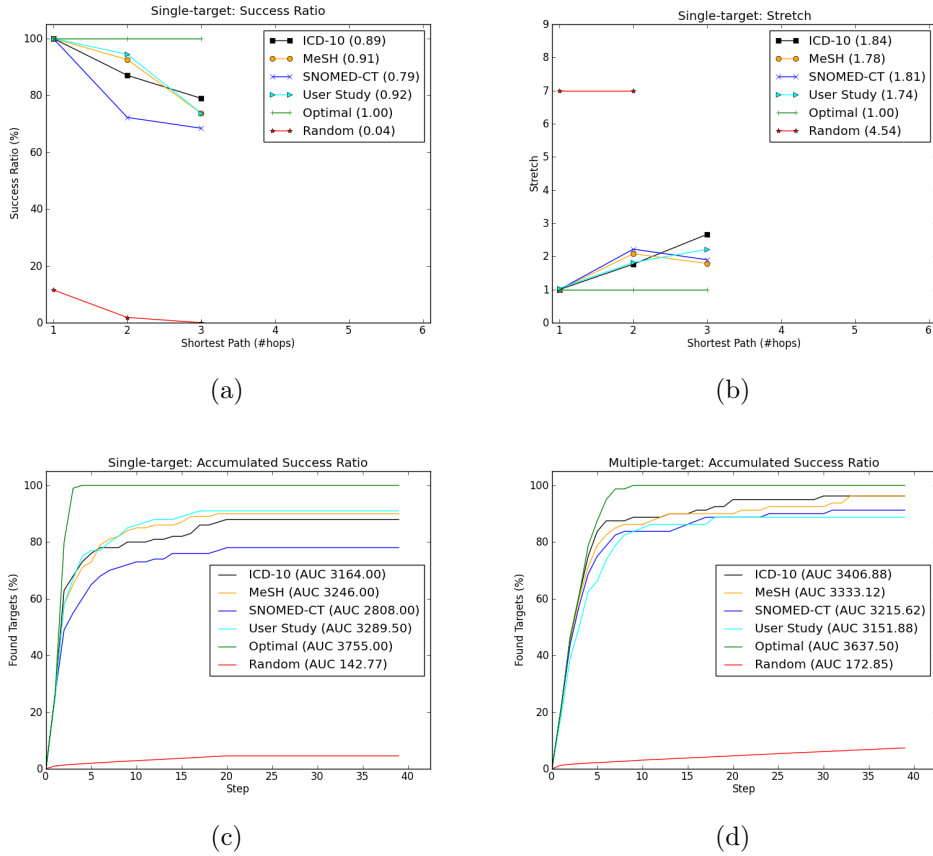 Single-target: Success Ratio
100
80
60
40
20
0
Success Ratio (%)
1 2 3 4 5 6
Shortest Path (#hops)
ICD-10 (0.89)
MeSH (0.91)
SNOMED-CT (0.79)
User Study (0.92)
Optimal (1.00)
Random (0.04)
(a)
Single-target: Stretch
9
8
7
6
5
4
3
2
1
0
Stretch
1 2 3 4 5 6
Shortest Path (#hops)
ICD-10 (1.84)
MeSH (1.78)
SNOMED-CT (1.81)
User Study (1.74)
Optimal (1.00)
Random (4.54)
(b)
Single-target: Accumulated Success Ratio
100
80
60
40
20
0
Found Targets (%)
0 5 10 15 20 25 30 35 40
Step
ICD-10 (AUC 3164.00)
MeSH (AUC 3246.00)
SNOMED-CT (AUC 2808.00)
User Study (AUC 3289.50)
Optimal (AUC 3755.00)
Random (AUC 142.77)
(c)
Multiple-target: Accumulated Success Ratio
100
80
60
40
20
0
Found Targets (%)
0 5 10 15 20 25 30 35 40
Step
ICD-10 (AUC 3406.88)
MeSH (AUC 3333.12)
SNOMED-CT (AUC 3215.62)
User Study (AUC 3151.88)
Optimal (AUC 3637.50)
Random (AUC 172.85)
(d)